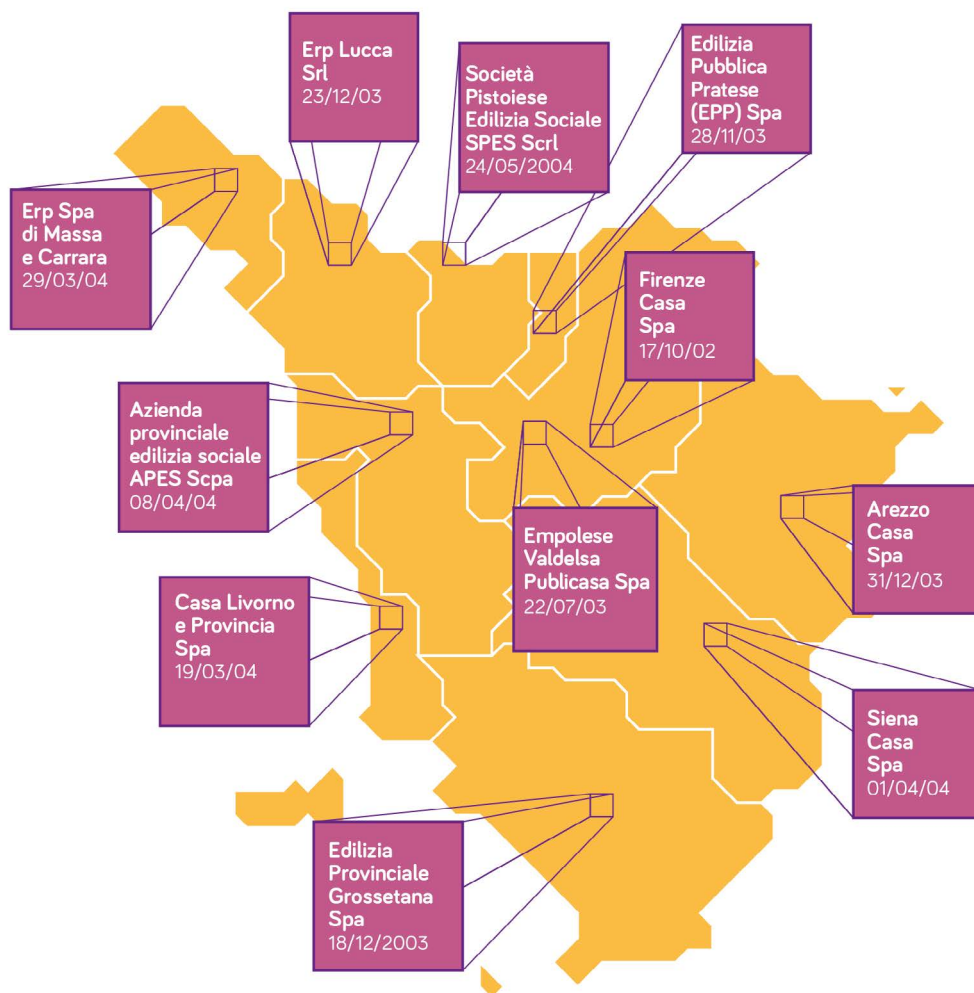 Erp Lucca
Srl
23/12/03
Società
Pistoiese
Edilizia Sociale
SPES Scrl
24/05/2004
Edilizia
Pubblica
Pratese
(EPP) Spa
28/11/03
Erp Spa
di Massa
e Carrara
29/03/04
Firenze
Casa
Spa
17/10/02
Azienda
provinciale
edilizia sociale
APES Scpa
08/04/04
Empolese
Valdelsa
Publicasa Spa
22/07/03
Arezzo
Casa
Spa
31/12/03
Casa Livorno
e Provincia
Spa
19/03/04
Siena
Casa
Spa
01/04/04
Edilizia
Provinciale
Grossetana
Spa
18/12/2003